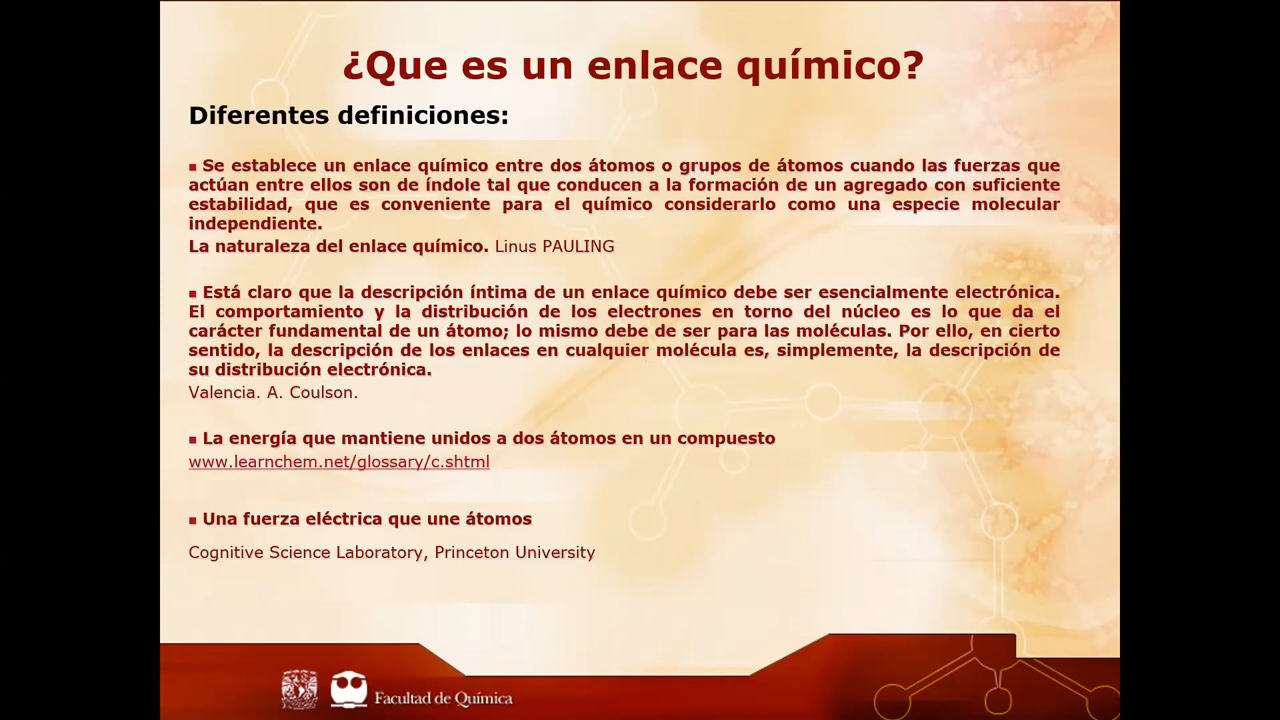 ¿Que es un enlace químico?
Diferentes definiciones:
▪ Se establece un enlace químico entre dos átomos o grupos de átomos cuando las fuerzas que
actúan entre ellos son de índole tal que conducen a la formación de un agregado con suficiente
estabilidad, que es conveniente para el químico considerarlo como una especie molecular
independiente.
La naturaleza del enlace químico. Linus PAULING
▪ Está claro que la descripción íntima de un enlace químico debe ser esencialmente electrónica.
El comportamiento y la distribución de los electrones en torno del núcleo es lo que da el
carácter fundamental de un átomo; lo mismo debe de ser para las moléculas. Por ello, en cierto
sentido, la descripción de los enlaces en cualquier molécula es, simplemente, la descripción de
su distribución electrónica.
Valencia. A. Coulson.
▪ La energía que mantiene unidos a dos átomos en un compuesto
www.learnchem.net/glossary/c.shtml
▪ Una fuerza eléctrica que une átomos
Cognitive Science Laboratory, Princeton University
Facultad de Química